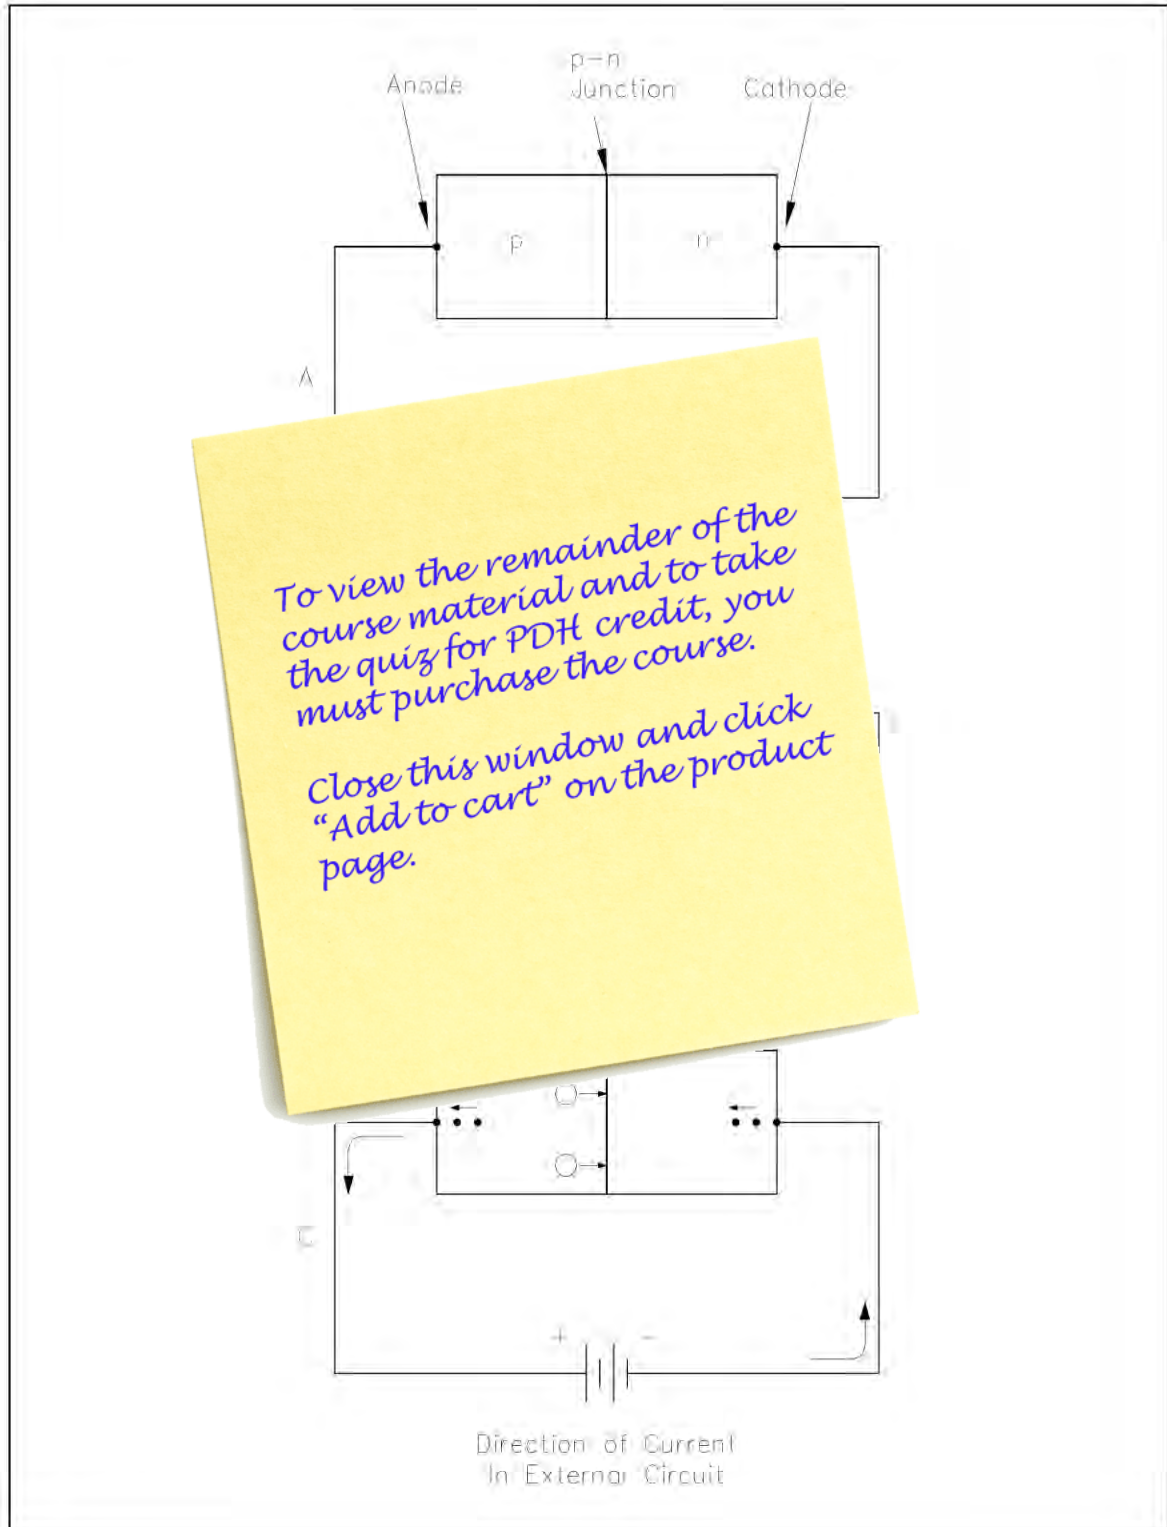 p-n
Anode Junction Cathode
p n
A
To view the remainder of the
course material and to take
the quiz for PDH credit, you
must purchase the course.
Close this window and click
“Add to cart” on the product
page.
C
+ -
Direction of Current
In External Circuit